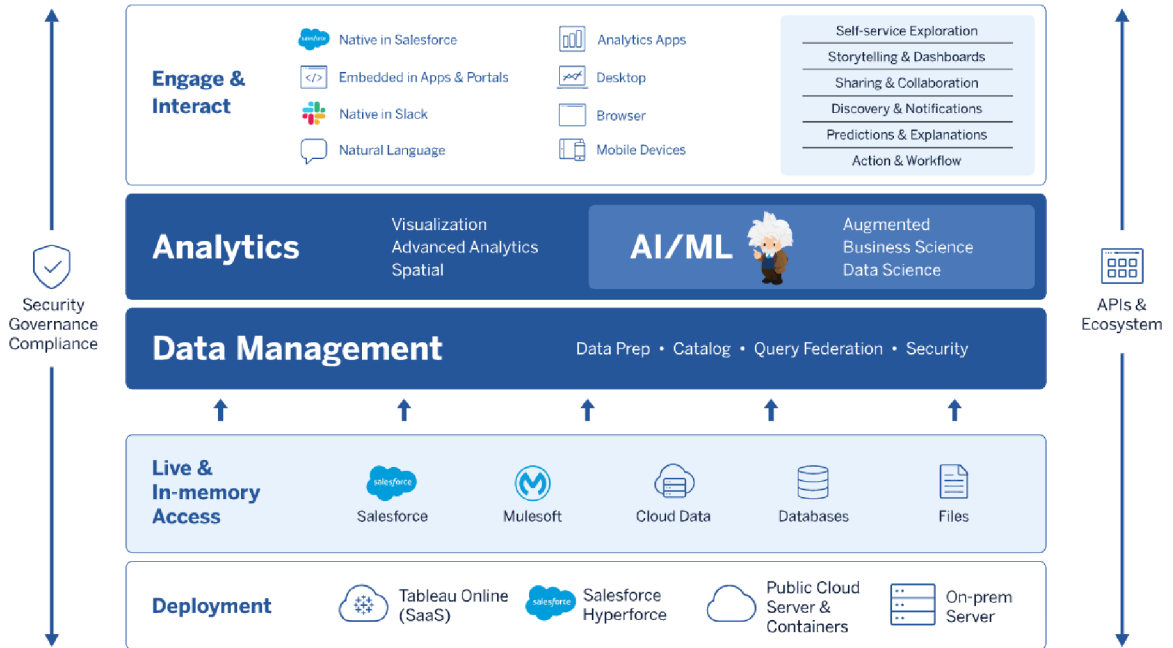 Engage &
Interact
salesforce
Native in Salesforce
</>
Embedded in Apps & Portals
Native in Slack
Natural Language
Analytics Apps
Desktop
Browser
Mobile Devices
Self-service Exploration
Storytelling & Dashboards
Sharing & Collaboration
Discovery & Notifications
Predictions & Explanations
Action & Workflow
Analytics
Visualization
Advanced Analytics
Spatial
AI/ML
Augmented
Business Science
Data Science
Security
Governance
Compliance
APIs &
Ecosystem
Data Management
Data Prep • Catalog • Query Federation • Security
Live &
In-memory
Access
salesforce
Salesforce
Mulesoft
Cloud Data
Databases
Files
Deployment
Tableau Online
(SaaS)
salesforce
Salesforce
Hyperforce
Public Cloud
Server &
Containers
On-prem
Server